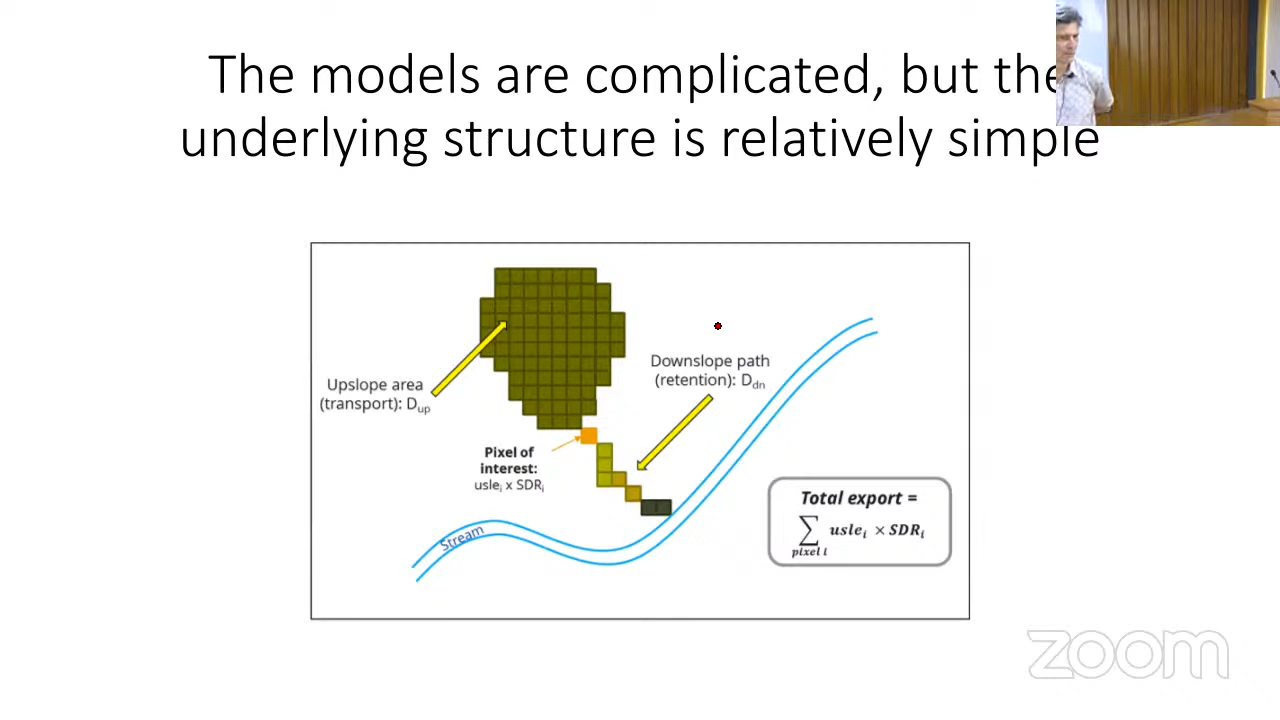 The models are complicated, but the
underlying structure is relatively simple
Upslope area
(transport): Dup
Downslope path
(retention): Ddn
Pixel of
interest:
uslei x SDRi
Stream
Total export =
∑ uslei × SDRi
pixel i
zoom